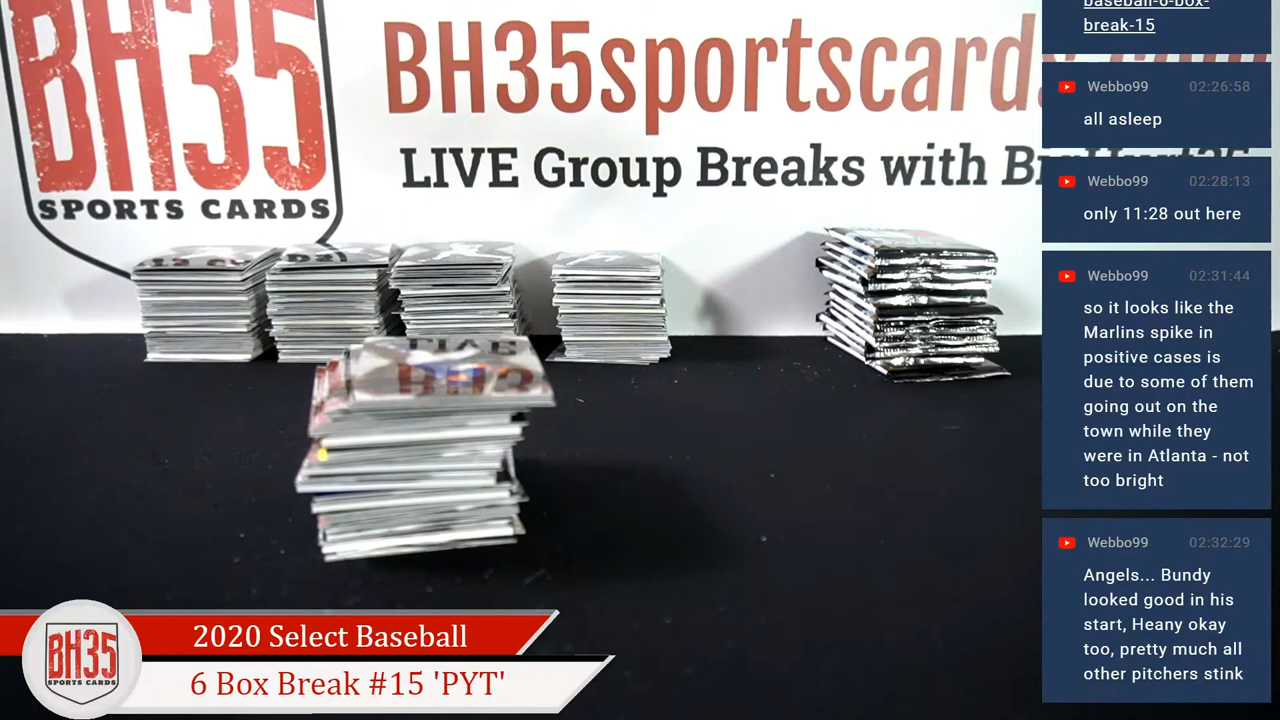 BH35
SPORTS CARDS
BH35sportscards
LIVE Group Breaks with
baseball-6-box-
break-15
Webbo99 02:26:58
all asleep
Webbo99 02:28:13
only 11:28 out here
Webbo99 02:31:44
so it looks like the
Marlins spike in
positive cases is
due to some of them
going out on the
town while they
were in Atlanta - not
too bright
Webbo99 02:32:29
Angels... Bundy
looked good in his
start, Heany okay
too, pretty much all
other pitchers stink
BH35
SPORTS CARDS
2020 Select Baseball
6 Box Break #15 'PYT'